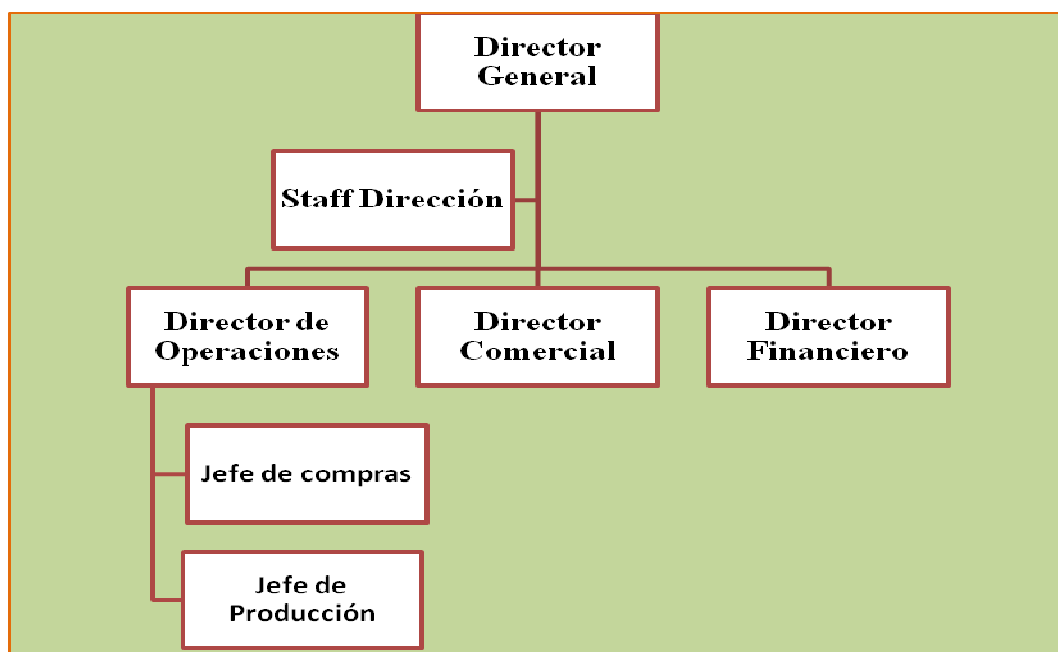 Director
General
Staff Dirección
Director de
Operaciones
Director
Comercial
Director
Financiero
Jefe de compras
Jefe de
Producción